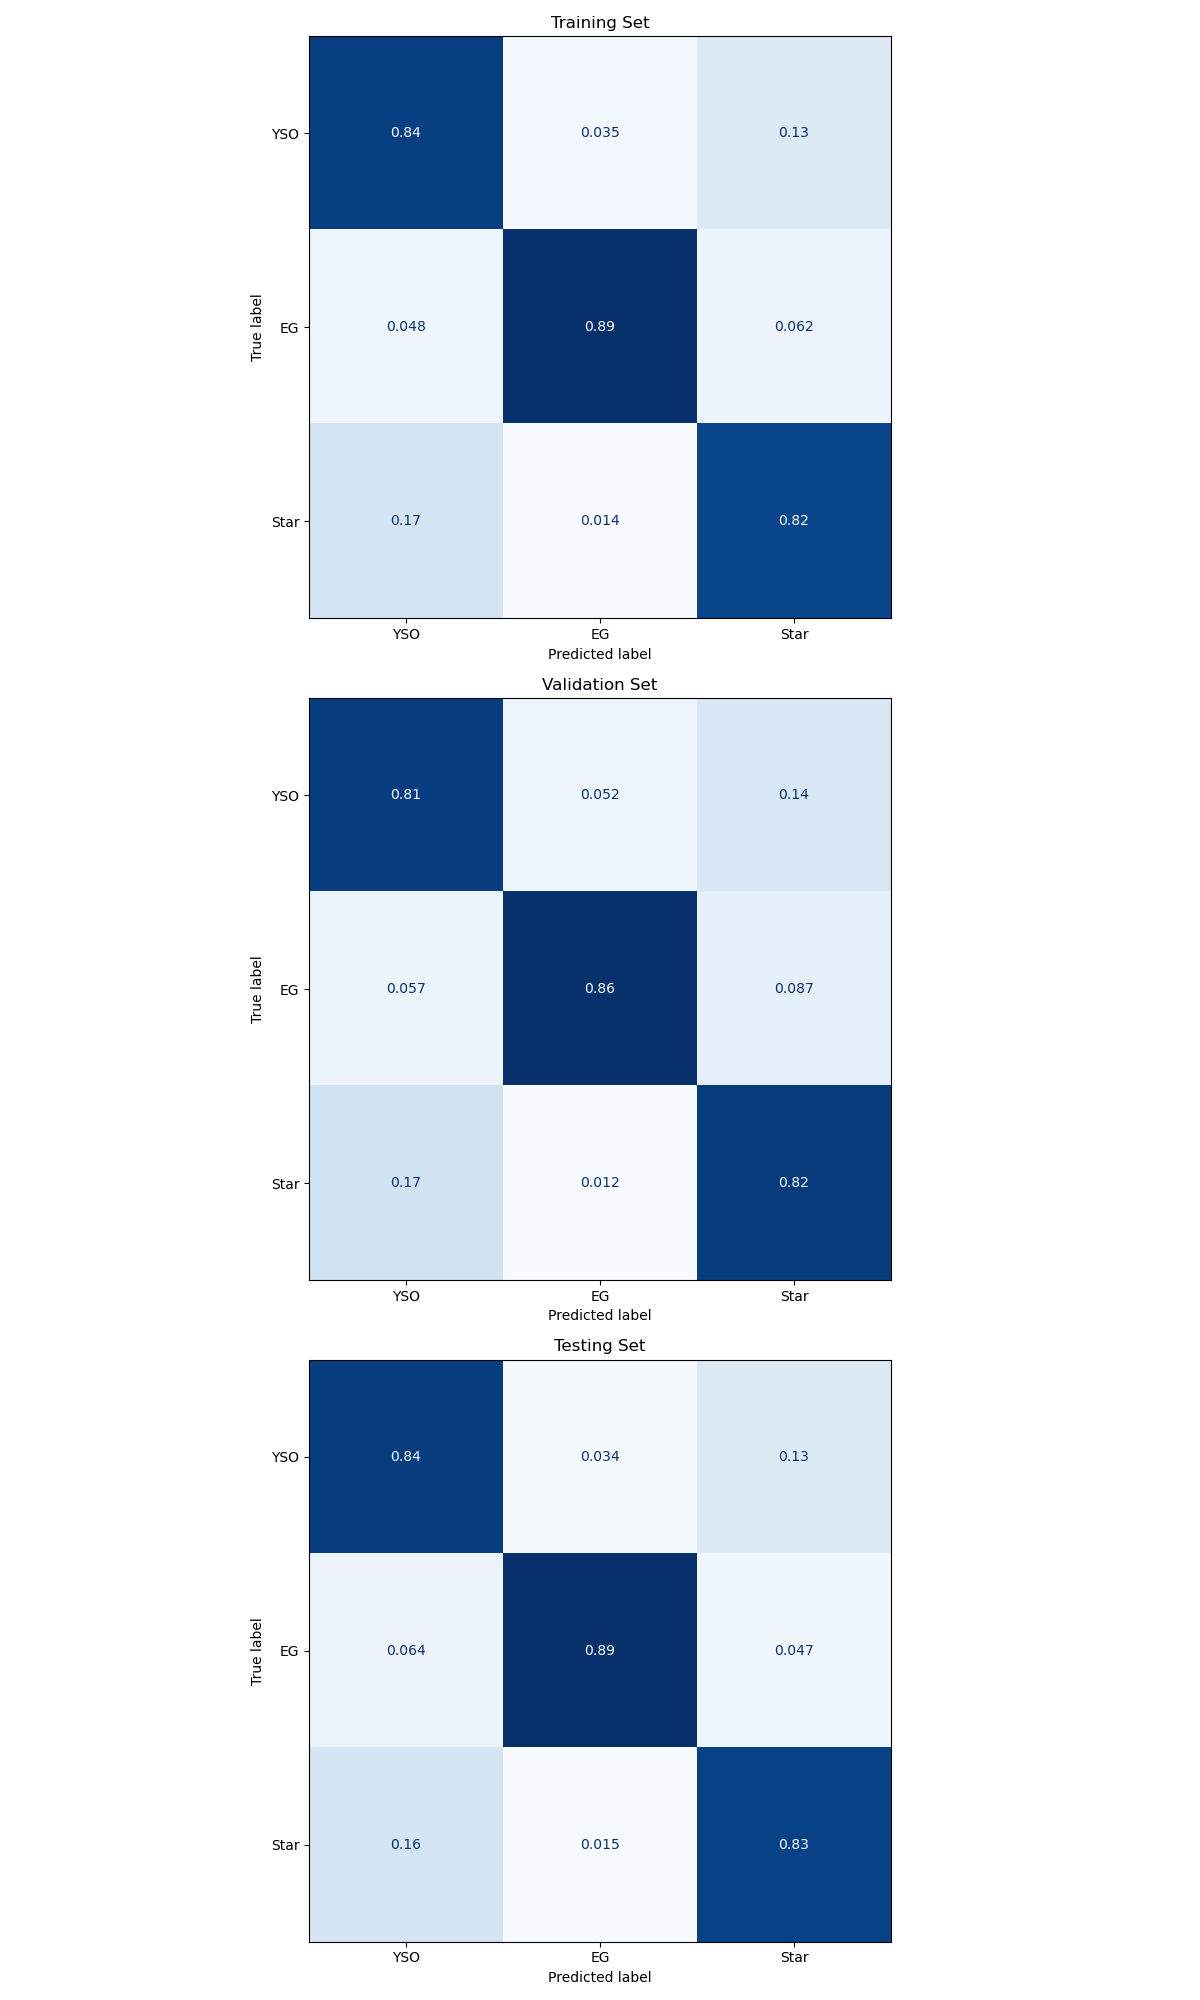 Training Set
YSO 0.84 0.035 0.13
True label
EG 0.048 0.89 0.062
Star 0.17 0.014 0.82
YSO EG Star
Predicted label
Validation Set
YSO 0.81 0.052 0.14
True label
EG 0.057 0.86 0.087
Star 0.17 0.012 0.82
YSO EG Star
Predicted label
Testing Set
YSO 0.84 0.034 0.13
True label
EG 0.064 0.89 0.047
Star 0.16 0.015 0.83
YSO EG Star
Predicted label